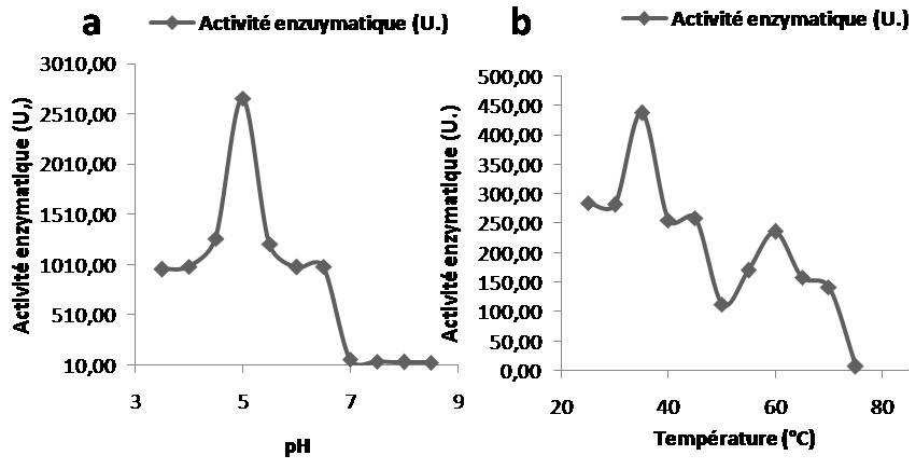 a
Activité enzuymatique (U.)
3010,00
2510,00
2010,00
1510,00
1010,00
510,00
10,00
Activité enzymatique (U,)
3 5 7 9
pH
b
Activité enzymatique (U.)
500,00
450,00
400,00
350,00
300,00
250,00
200,00
150,00
100,00
50,00
0,00
Activité enzymatique (U.)
20 40 60 80
Température (°C)